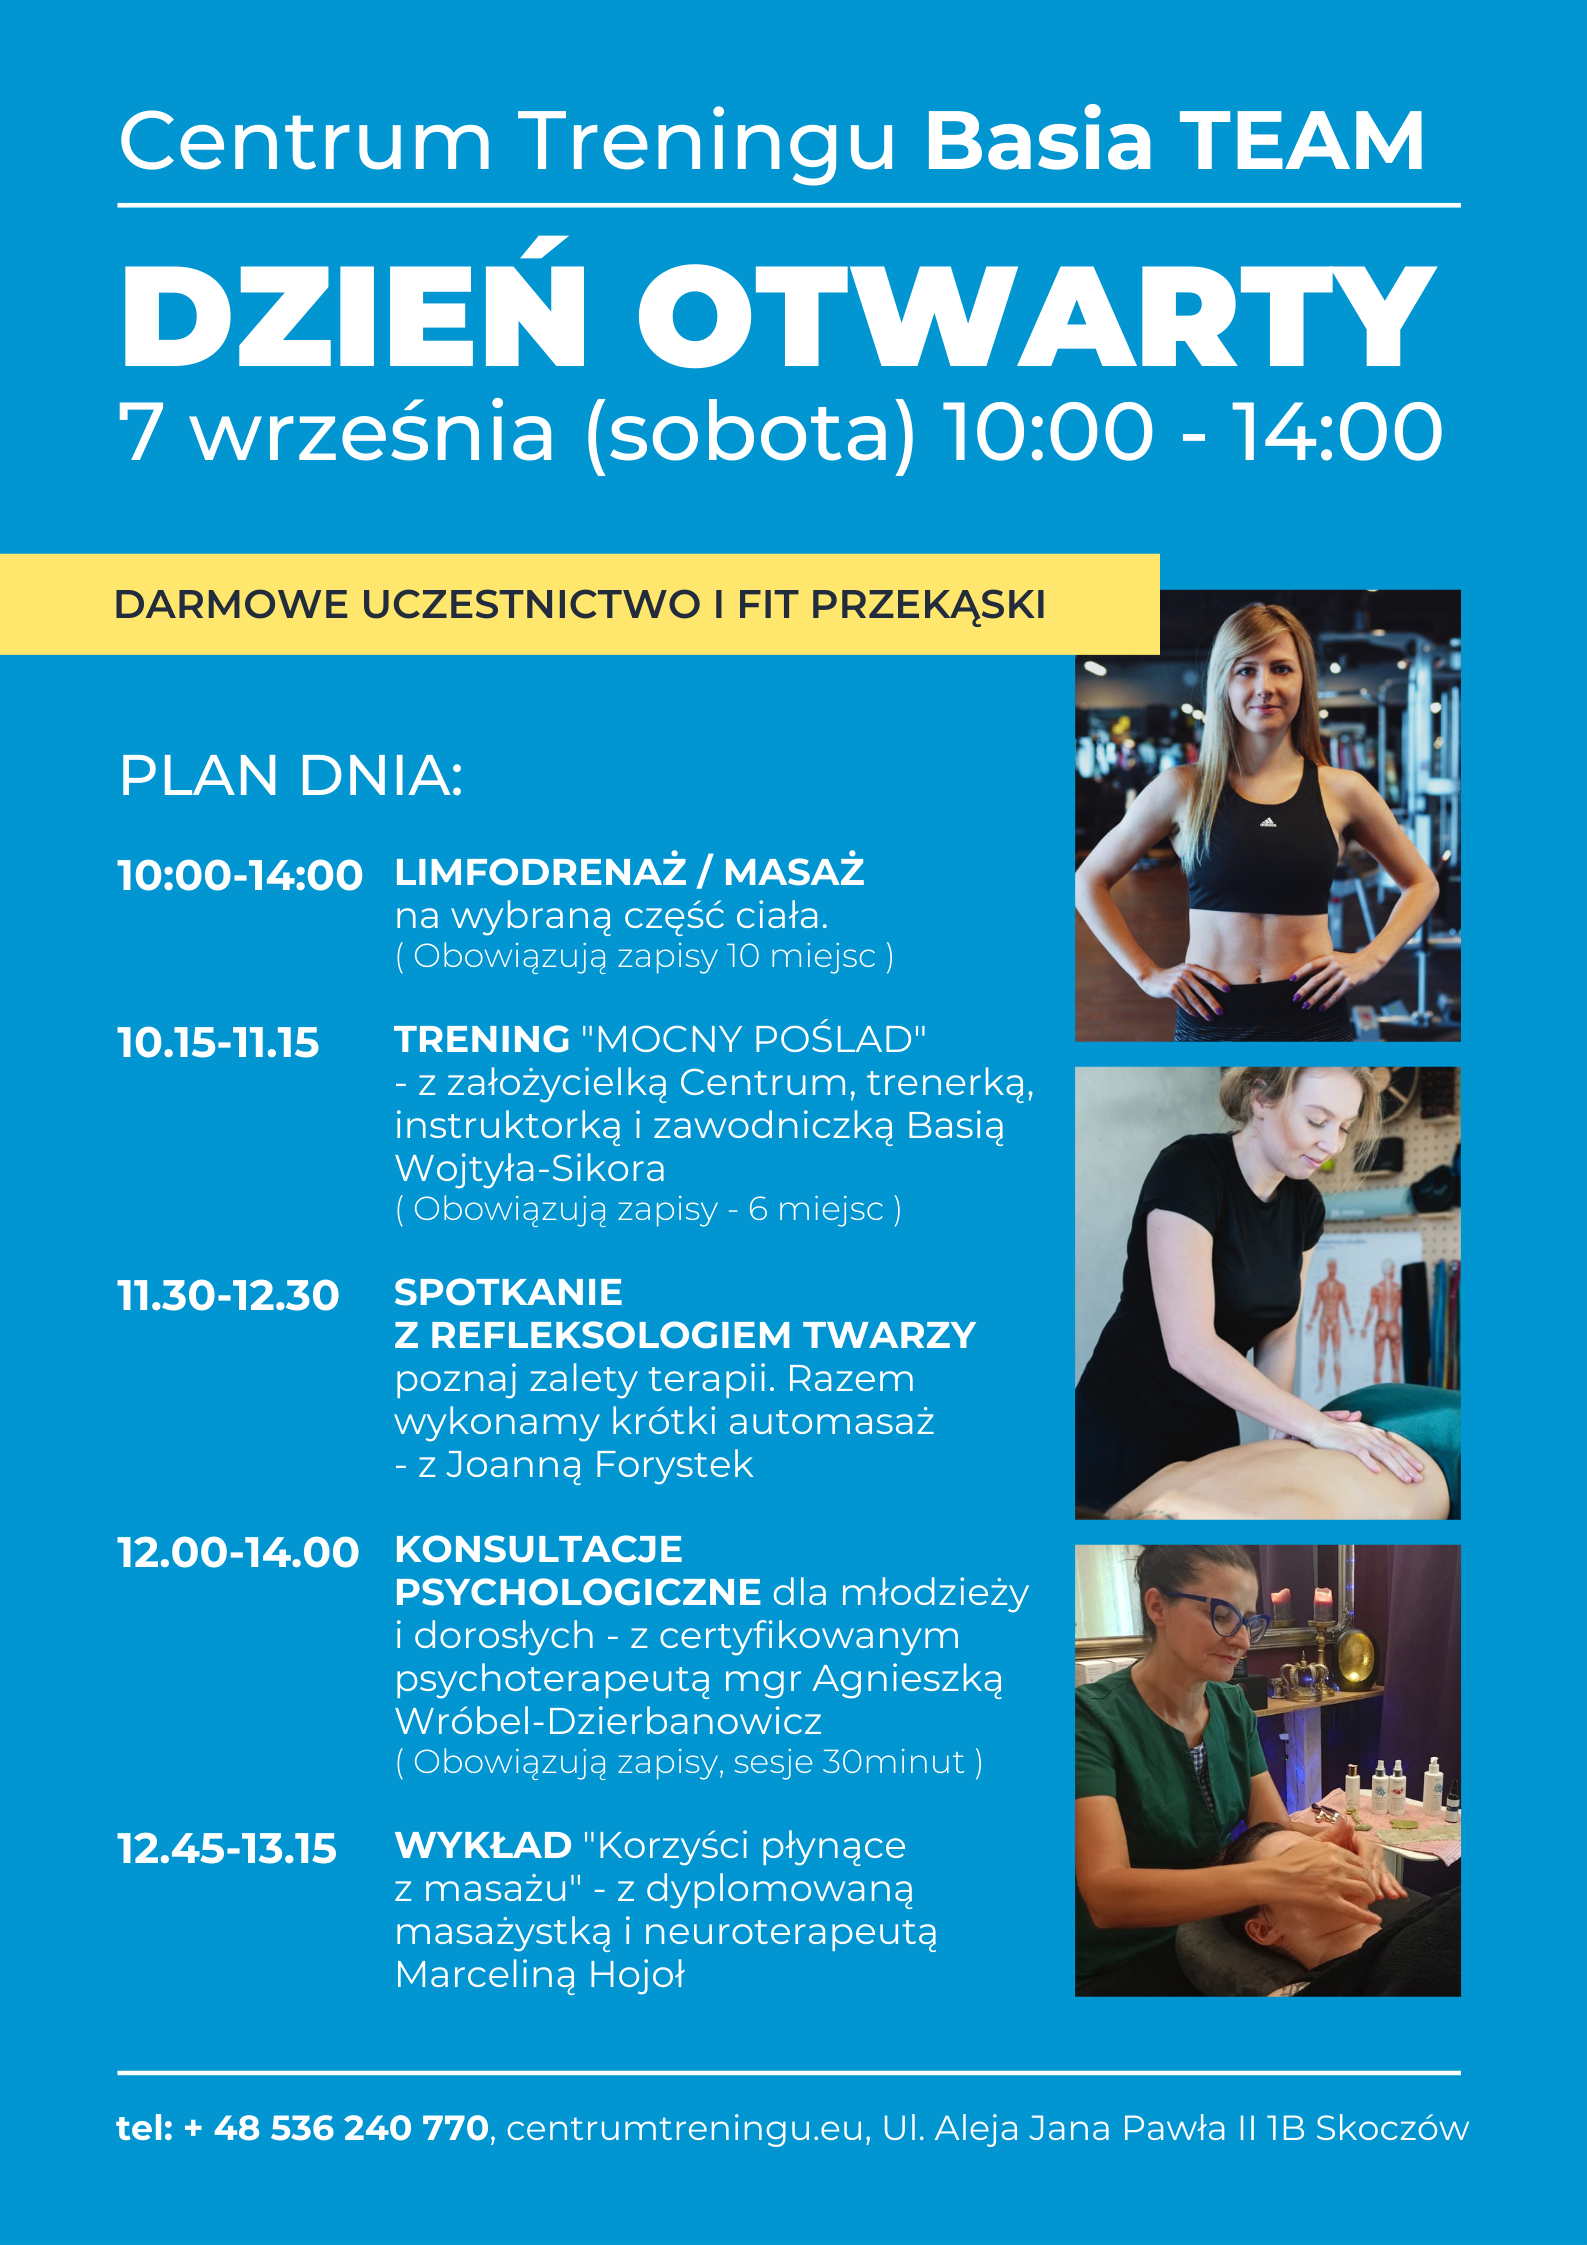 Centrum Treningu Basia TEAM
DZIEŃ OTWARTY
7 września (sobota) 10:00 - 14:00
DARMOWE UCZESTNICTWO I FIT PRZEKĄSKI
PLAN DNIA:
10:00-14:00 LIMFODRENAŻ / MASAŻ
na wybraną część ciała.
( Obowiązują zapisy 10 miejsc )
10.15-11.15 TRENING "MOCNY POŚLAD"
- z założycielką Centrum, trenerką,
instruktorką i zawodniczką Basią
Wojtyła-Sikora
( Obowiązują zapisy - 6 miejsc )
11.30-12.30 SPOTKANIE
Z REFLEKSOLOGIEM TWARZY
poznaj zalety terapii. Razem
wykonamy krótki automasaż
- z Joanną Forystek
12.00-14.00 KONSULTACJE
PSYCHOLOGICZNE dla młodzieży
i dorosłych - z certyfikowanym
psychoterapeutą mgr Agnieszką
Wróbel-Dzierbanowicz
( Obowiązują zapisy, sesje 30minut )
12.45-13.15 WYKŁAD "Korzyści płynące
z masażu" - z dyplomowaną
masażystką i neuroterapeutą
Marceliną Hojoł
tel: + 48 536 240 770, centrumtreningu.eu, Ul. Aleja Jana Pawła II 1B Skoczów